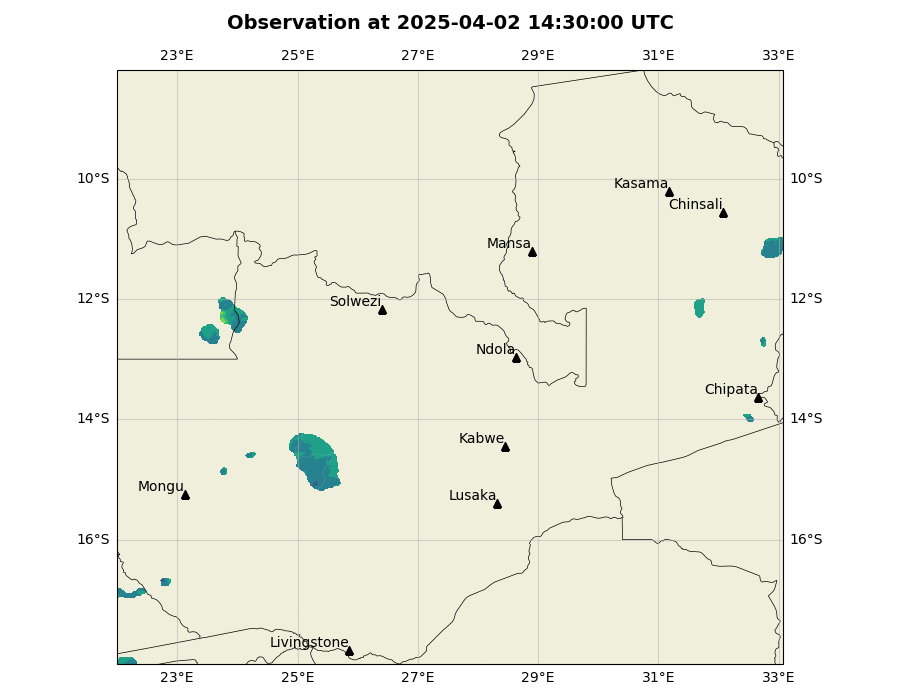 Observation at 2025-04-02 14:30:00 UTC
23°E 25°E 27°E 29°E 31°E 33°E
10°S 10°S
Kasama
Chinsali
Mansa
12°S 12°S
Solwezi
Ndola
Chipata
14°S 14°S
Kabwe
Mongu
Lusaka
16°S 16°S
Livingstone
23°E 25°E 27°E 29°E 31°E 33°E